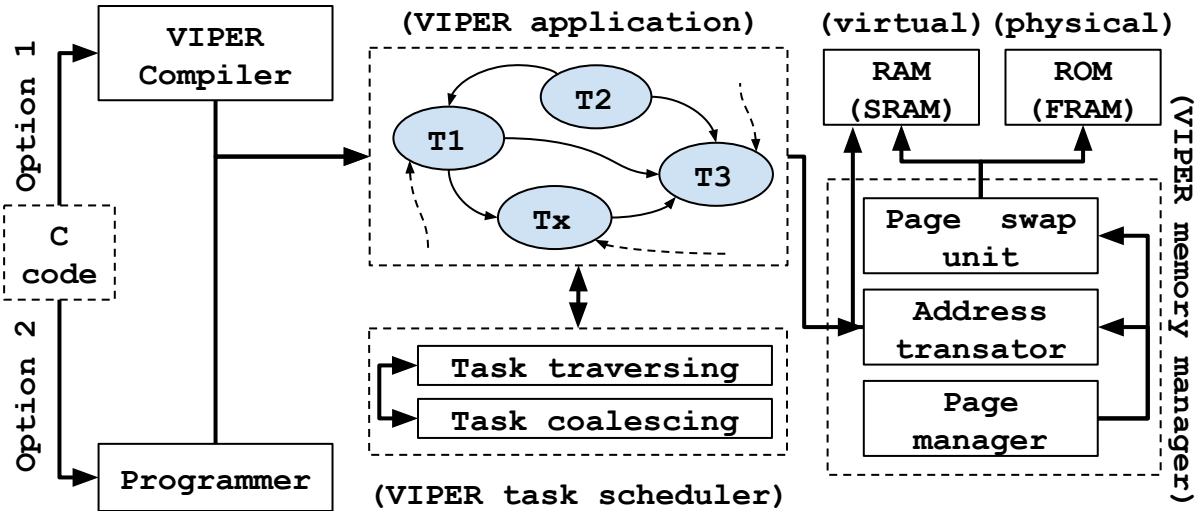 Option 1
Option 2
C
code
VIPER
Compiler
Programmer
(VIPER application)
T1
T2
T3
Tx
Task traversing
Task coalescing
(VIPER task scheduler)
(virtual) (physical)
RAM
(SRAM)
ROM
(FRAM)
Page swap
unit
Address
transator
Page
manager
(VIPER memory manager)